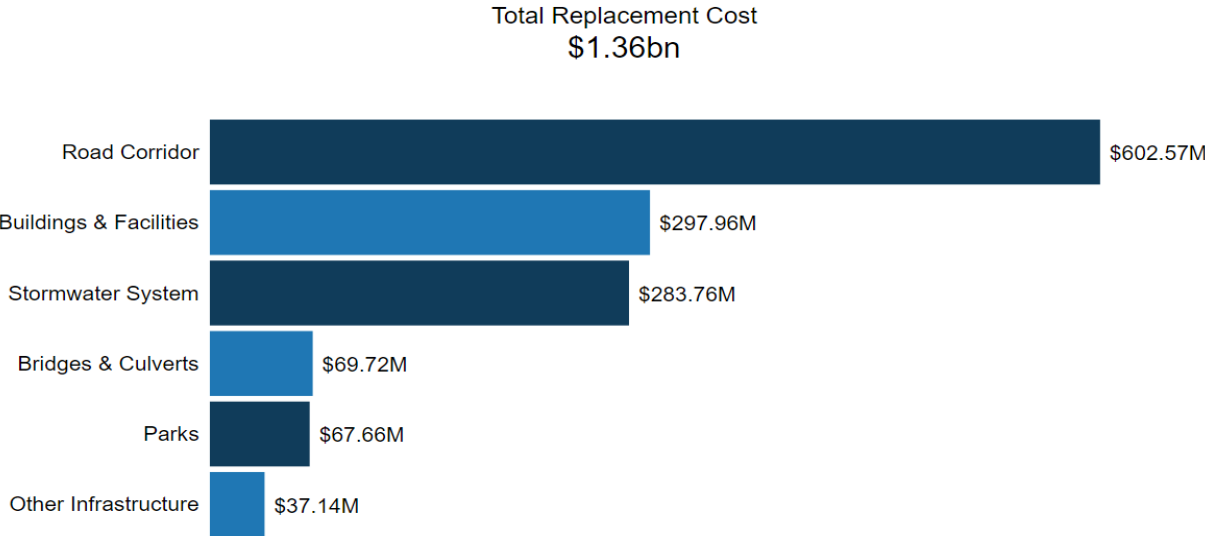 Total Replacement Cost
$1.36bn
Road Corridor $602.57M
Buildings & Facilities $297.96M
Stormwater System $283.76M
Bridges & Culverts $69.72M
Parks $67.66M
Other Infrastructure $37.14M